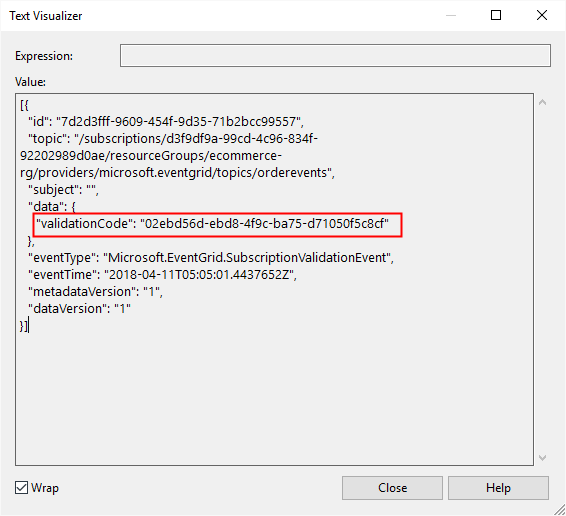 Text Visualizer
Expression:
Value:
[{
"id": "7d2d3fff-9609-454f-9d35-71b2bcc99557",
"topic": "/subscriptions/d3f9df9a-99cd-4c96-834f-
92202989d0ae/resourceGroups/ecommerce-
rg/providers/microsoft.eventgrid/topics/orderevents",
"subject": "",
"data": {
"validationCode": "02ebd56d-ebd8-4f9c-ba75-d71050f5c8cf"
},
"eventType": "Microsoft.EventGrid.SubscriptionValidationEvent",
"eventTime": "2018-04-11T05:05:01.4437652Z",
"metadataVersion": "1",
"dataVersion": "1"
}]
Wrap
Close
Help